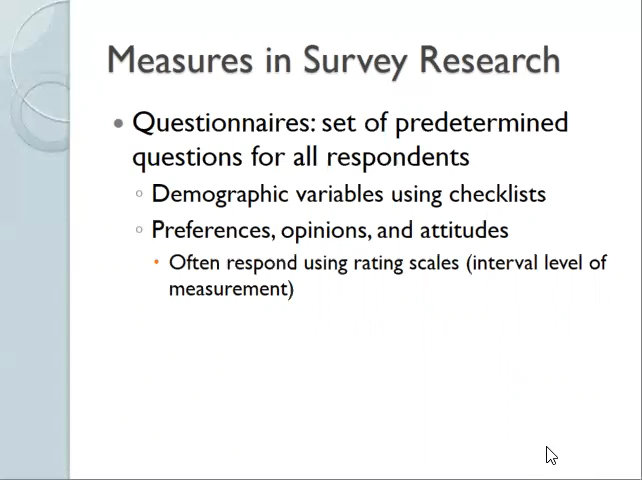 Measures in Survey Research
Questionnaires: set of predetermined
questions for all respondents
Demographic variables using checklists
Preferences, opinions, and attitudes
Often respond using rating scales (interval level of
measurement)